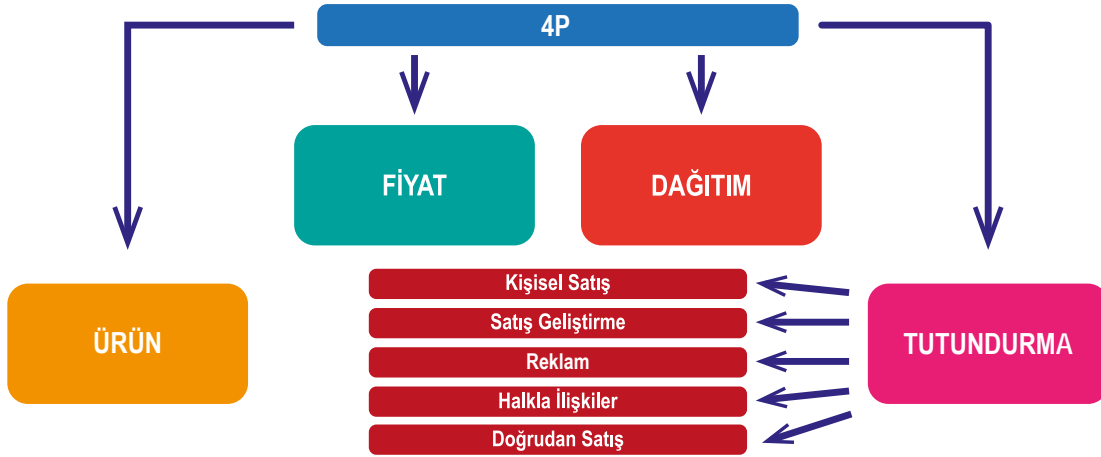 4P
FİYAT
DAĞITIM
ÜRÜN
Kişisel Satış
Satış Geliştirme
Reklam
Halkla İlişkiler
Doğrudan Satış
TUTUNDURMA